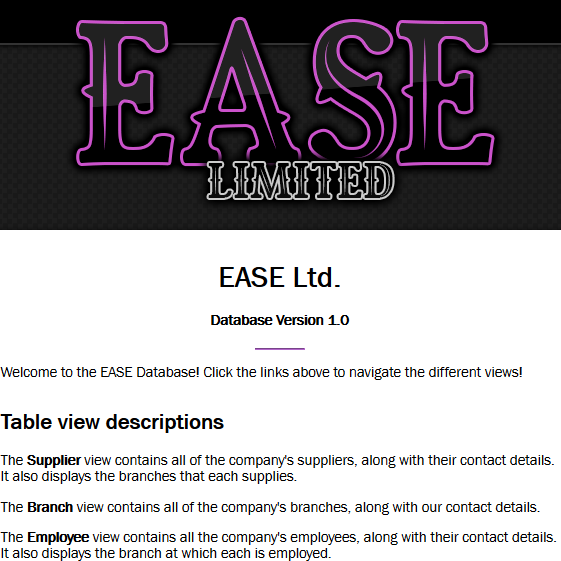 EASE
LIMITED
EASE Ltd.
Database Version 1.0
Welcome to the EASE Database! Click the links above to navigate the different views!
Table view descriptions
The Supplier view contains all of the company's suppliers, along with their contact details.
It also displays the branches that each supplies.
The Branch view contains all of the company's branches, along with our contact details.
The Employee view contains all the company's employees, along with their contact details.
It also displays the branch at which each is employed.